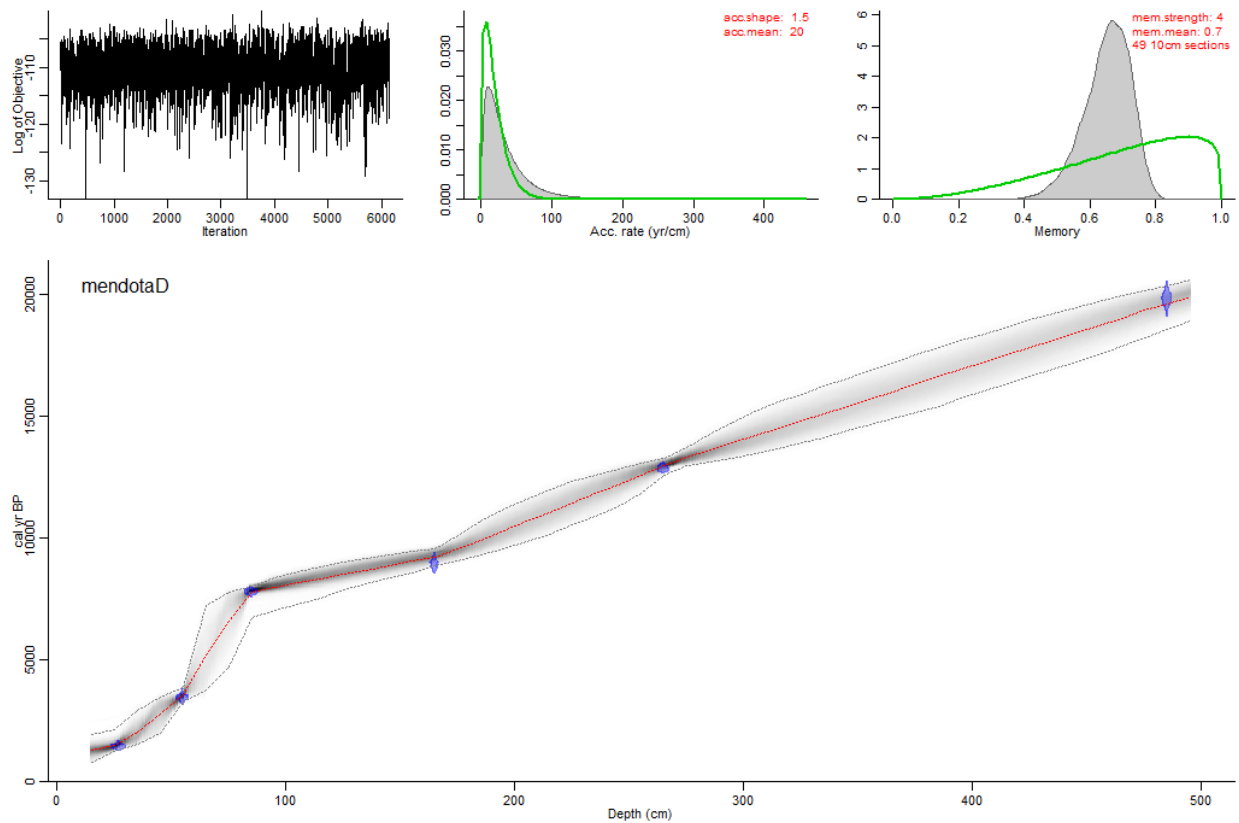 Log of Objective
-130
-120
-110
0 1000 2000 3000 4000 5000 6000
Iteration
acc.shape: 1.5
acc.mean: 20
0.000 0.010 0.020 0.030
0 100 200 300 400
Acc. rate (yr/cm)
mem.strength: 4
mem.mean: 0.7
49 10cm sections
0 1 2 3 4 5 6
0.0 0.2 0.4 0.6 0.8 1.0
Memory
mendotaD
cal yr BP
0 5000 10000 15000 20000
0 100 200 300 400 500
Depth (cm)